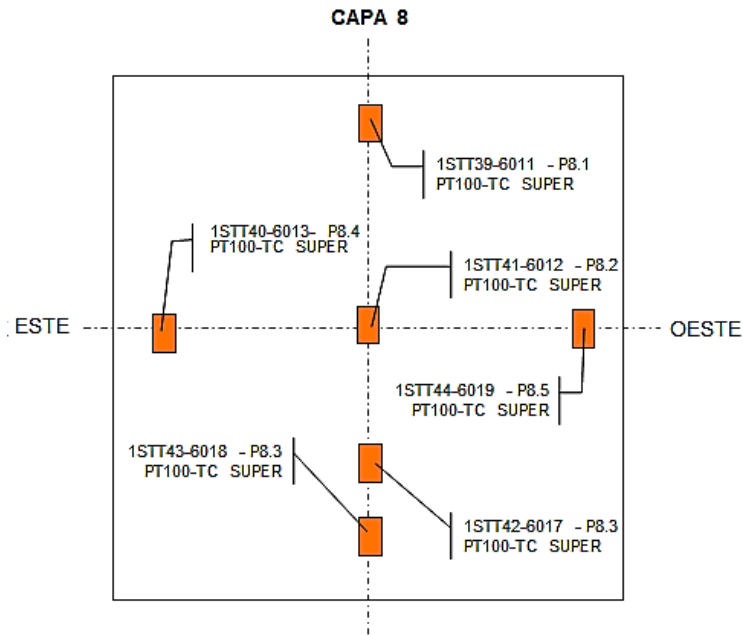 CAPA 8
1STT39-6011 - P8.1
PT100-TC SUPER
1STT40-6013- P8.4
PT100-TC SUPER
1STT41-6012 - P8.2
PT100-TC SUPER
ESTE
OESTE
1STT44-6019 - P8.5
PT100-TC SUPER
1STT43-6018 - P8.3
PT100-TC SUPER
1STT42-6017 - P8.3
PT100-TC SUPER